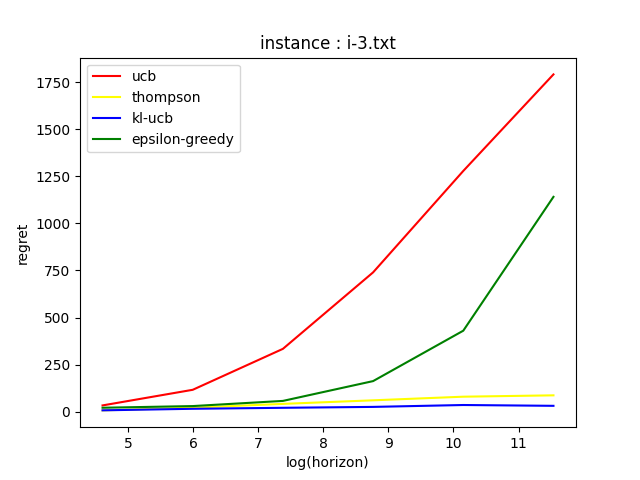 instance : i-3.txt
ucb
thompson
kl-ucb
epsilon-greedy
1750
1500
1250
1000
750
500
250
0
regret
5 6 7 8 9 10 11
log(horizon)